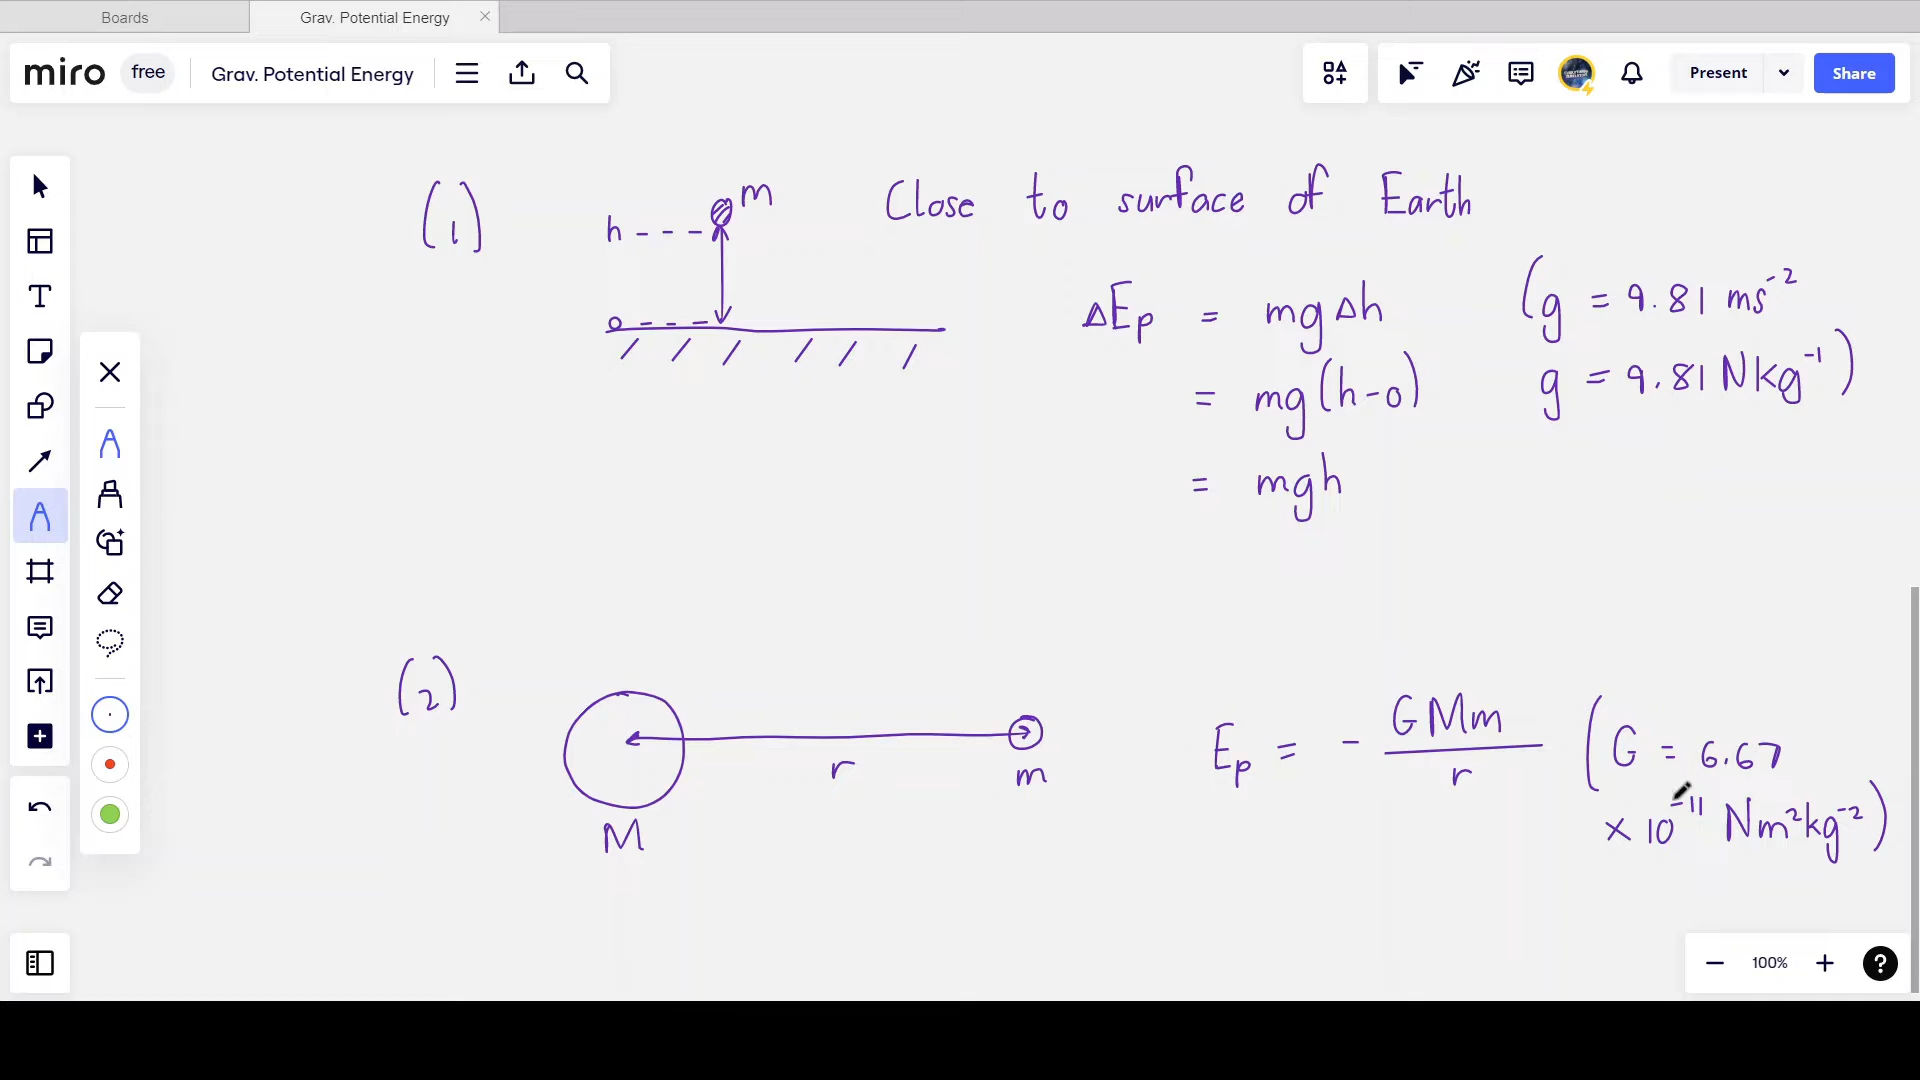 Boards
Grav. Potential Energy
miro free Grav. Potential Energy
Present
Share
(1)
m
h
0
Close to surface of Earth
ΔEp = mgΔh
= mg(h-0)
= mgh
(g = 9.81 ms⁻²
g = 9.81 Nkg⁻¹)
(2)
r
m
M
Ep = - GMm
r
(G = 6.67
× 10⁻¹¹ Nm²kg⁻²)
100%